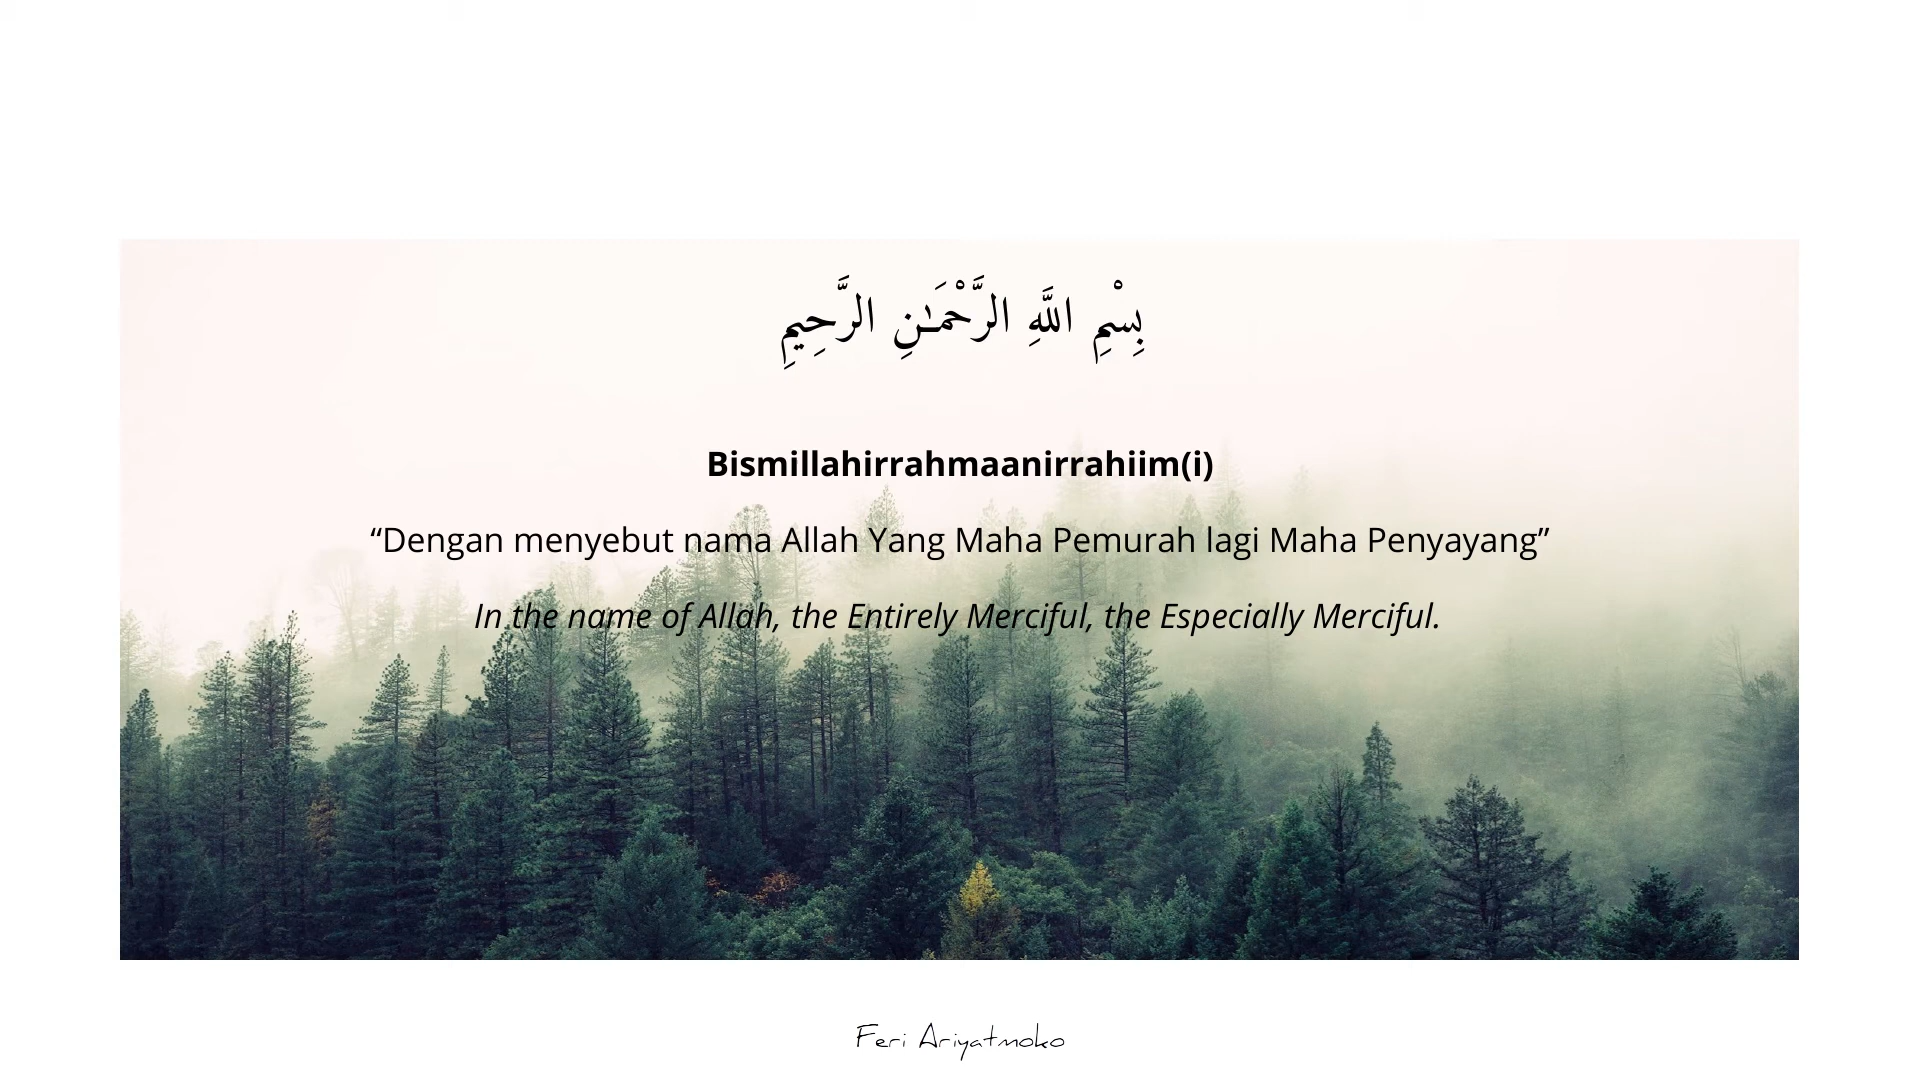 بِسْمِ اللَّهِ الرَّحْمَـٰنِ الرَّحِيمِ
Bismillahirrahmaanirrahiim(i)
“Dengan menyebut nama Allah Yang Maha Pemurah lagi Maha Penyayang”
In the name of Allah, the Entirely Merciful, the Especially Merciful.
Feri Ariyatmoko